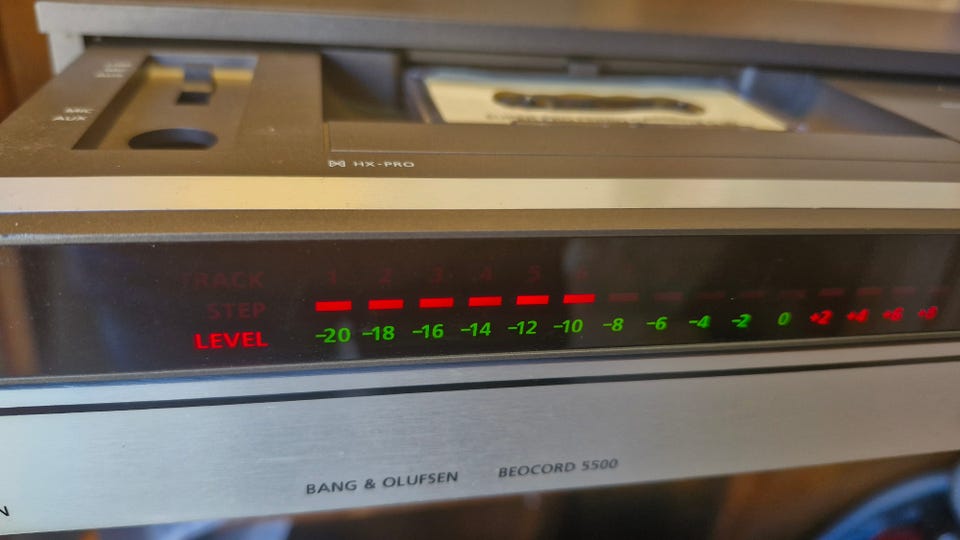 MIC
AUX
HX-PRO
TRACK 1 2 3 4 5 6
STEP
LEVEL -20 -18 -16 -14 -12 -10 -8 -6 -4 -2 0 +2 +4 +6 +8
BANG & OLUFSEN BEOCORD 5500
N